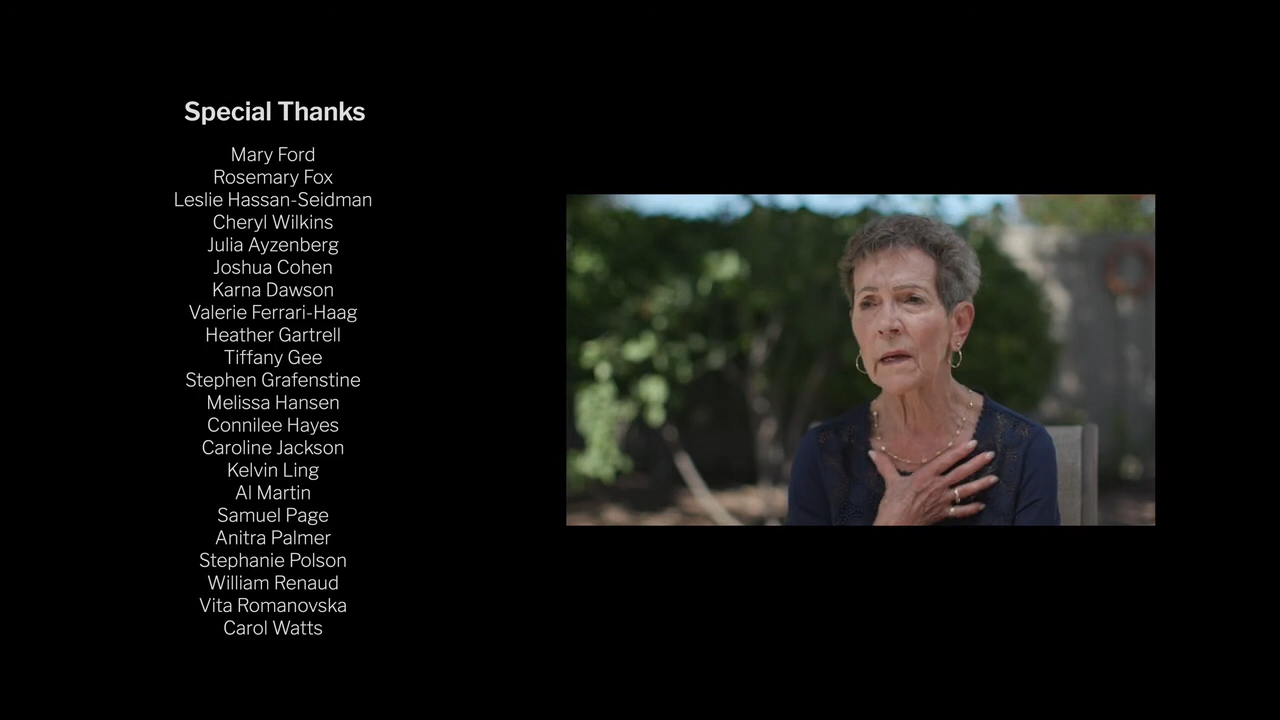 Special Thanks
Mary Ford
Rosemary Fox
Leslie Hassan-Seidman
Cheryl Wilkins
Julia Ayzenberg
Joshua Cohen
Karna Dawson
Valerie Ferrari-Haag
Heather Gartrell
Tiffany Gee
Stephen Grafenstine
Melissa Hansen
Connilee Hayes
Caroline Jackson
Kelvin Ling
Al Martin
Samuel Page
Anitra Palmer
Stephanie Polson
William Renaud
Vita Romanovska
Carol Watts